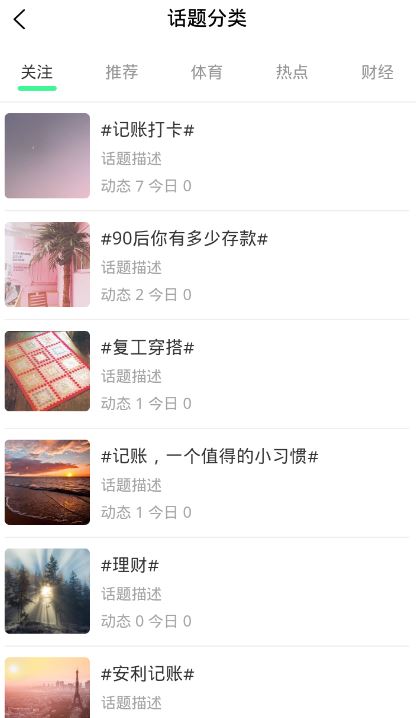 话题分类
关注 推荐 体育 热点 财经
#记账打卡#
话题描述
动态 7 今日 0
#90后你有多少存款#
话题描述
动态 2 今日 0
#复工穿搭#
话题描述
动态 1 今日 0
#记账，一个值得的小习惯#
话题描述
动态 1 今日 0
#理财#
话题描述
动态 0 今日 0
#安利记账#
话题描述